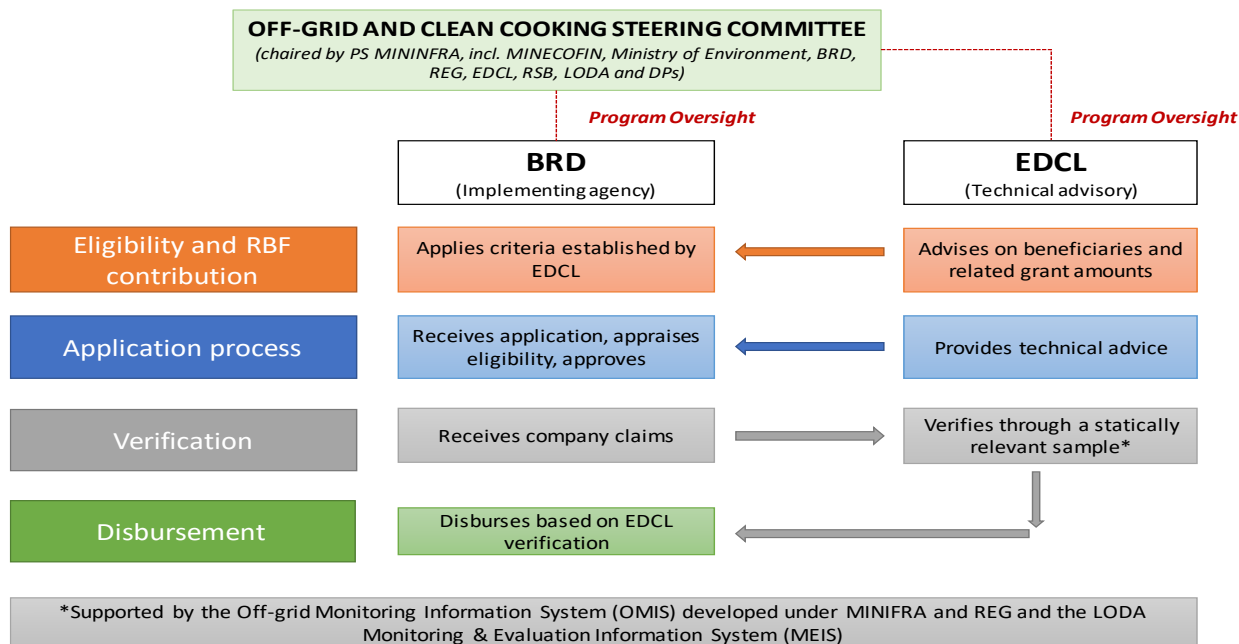 OFF-GRID AND CLEAN COOKING STEERING COMMITTEE
(chaired by PS MININFRA, incl. MINECOFIN, Ministry of Environment, BRD,
REG, EDCL, RSB, LODA and DPs)
Program Oversight
Program Oversight
BRD
(Implementing agency)
EDCL
(Technical advisory)
Eligibility and RBF
contribution
Applies criteria established by
EDCL
Advises on beneficiaries and
related grant amounts
Application process
Receives application, appraises
eligibility, approves
Provides technical advice
Verification
Receives company claims
Verifies through a statically
relevant sample*
Disbursement
Disburses based on EDCL
verification
*Supported by the Off-grid Monitoring Information System (OMIS) developed under MINIFRA and REG and the LODA
Monitoring & Evaluation Information System (MEIS)